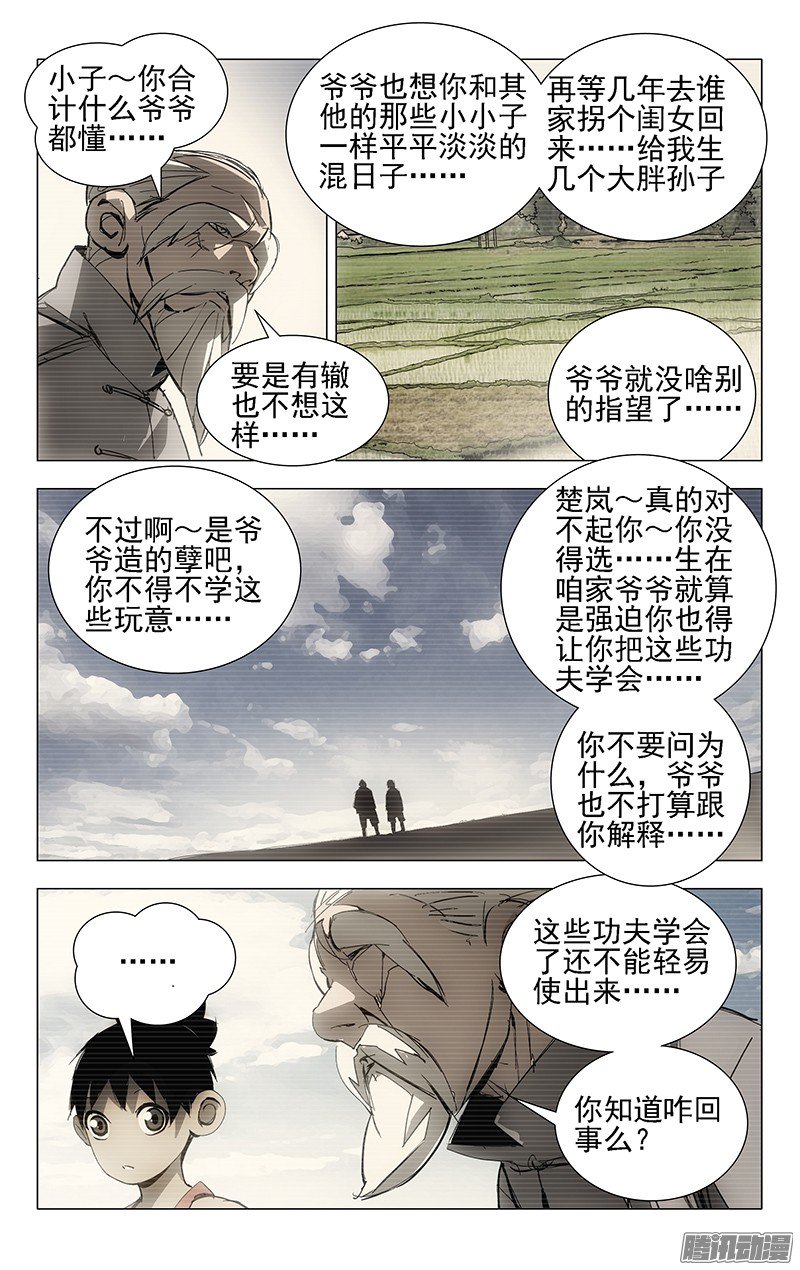 小子～你合
计什么爷爷
都懂……
要是有辙
也不想这
样……
爷爷也想你和其
他的那些小小子
一样平平淡淡的
混日子……
再等几年去谁
家拐个闺女回
来……给我生
几个大胖孙子
爷爷就没啥别
的指望了……
不过啊～是爷
爷造的孽吧，
你不得不学这
些玩意……
楚岚～真的对
不起你～你没
得选……生在
咱家爷爷就算
是强迫你也得
让你把这些功
夫学会……
你不要问为
什么，爷爷
也不打算跟
你解释……
……
这些功夫学会
了还不能轻易
使出来……
你知道咋回
事么？
腾讯动漫